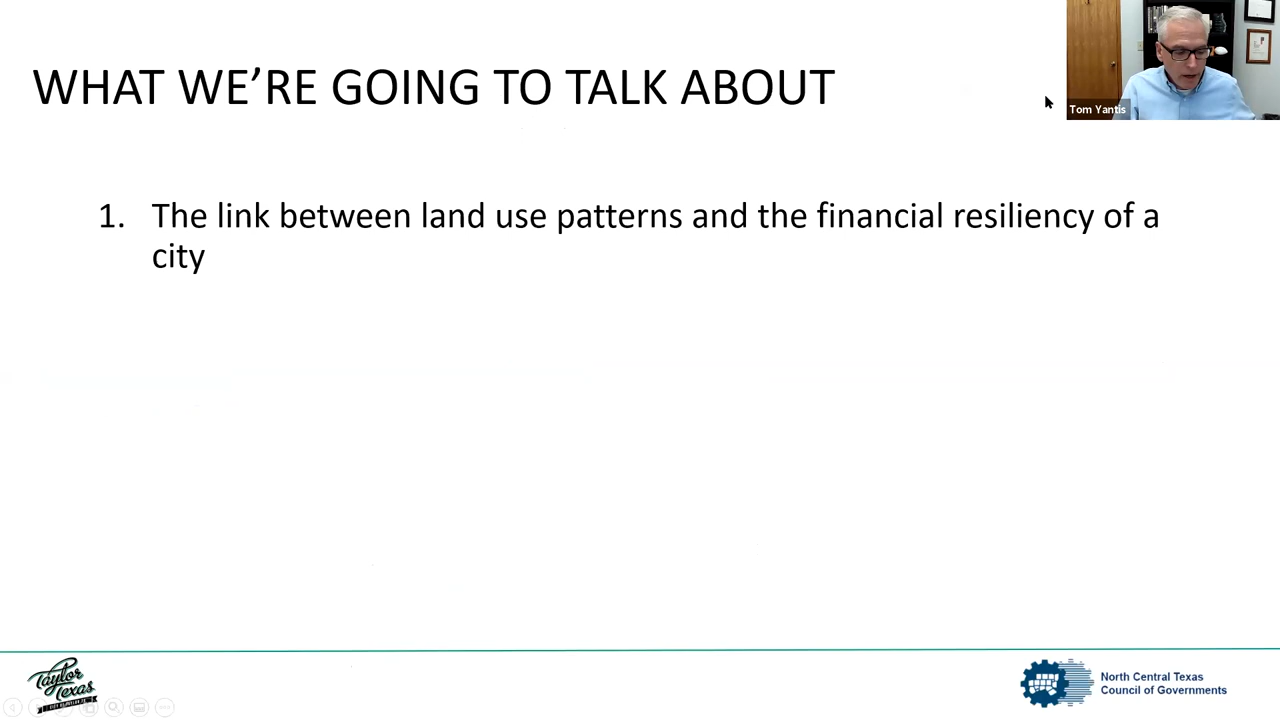 WHAT WE’RE GOING TO TALK ABOUT
Tom Yantis
1. The link between land use patterns and the financial resiliency of a
city
Taylor
Texas
North Central Texas
Council of Governments